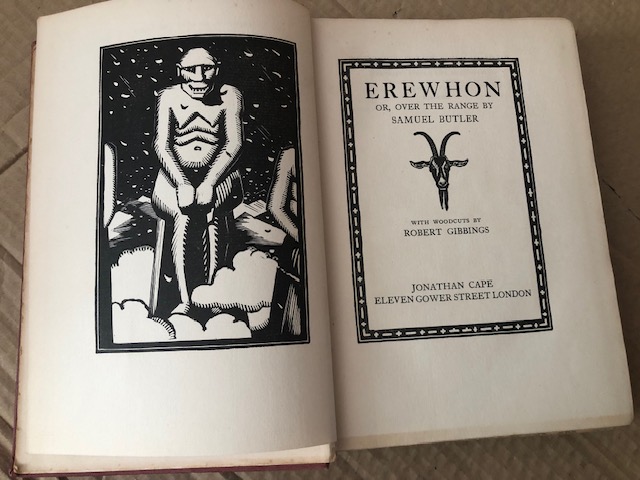 EREWHON
OR, OVER THE RANGE BY
SAMUEL BUTLER
WITH WOODCUTS BY
ROBERT GIBBINGS
JONATHAN CAPE
ELEVEN GOWER STREET LONDON